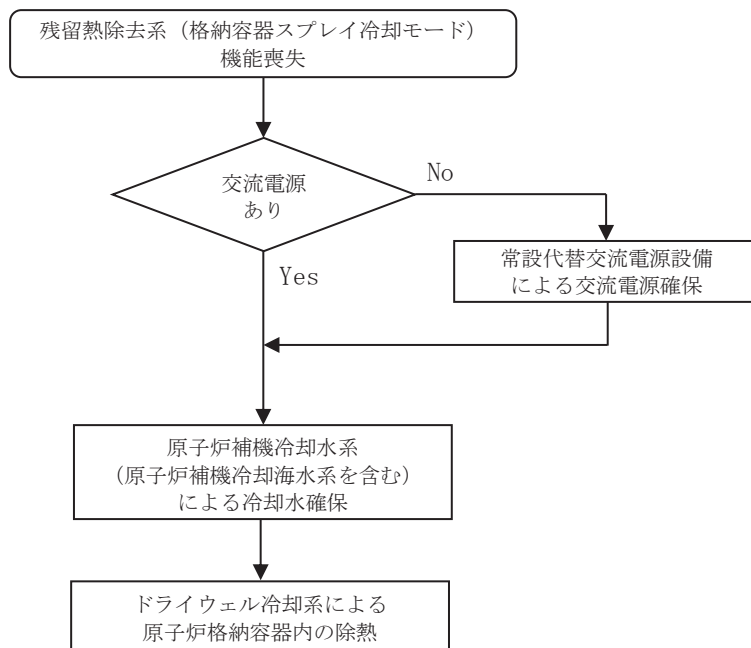 残留熱除去系（格納容器スプレイ冷却モード）
機能喪失
交流電源
あり
No
常設代替交流電源設備
による交流電源確保
Yes
原子炉補機冷却水系
（原子炉補機冷却海水系を含む）
による冷却水確保
ドライウェル冷却系による
原子炉格納容器内の除熱